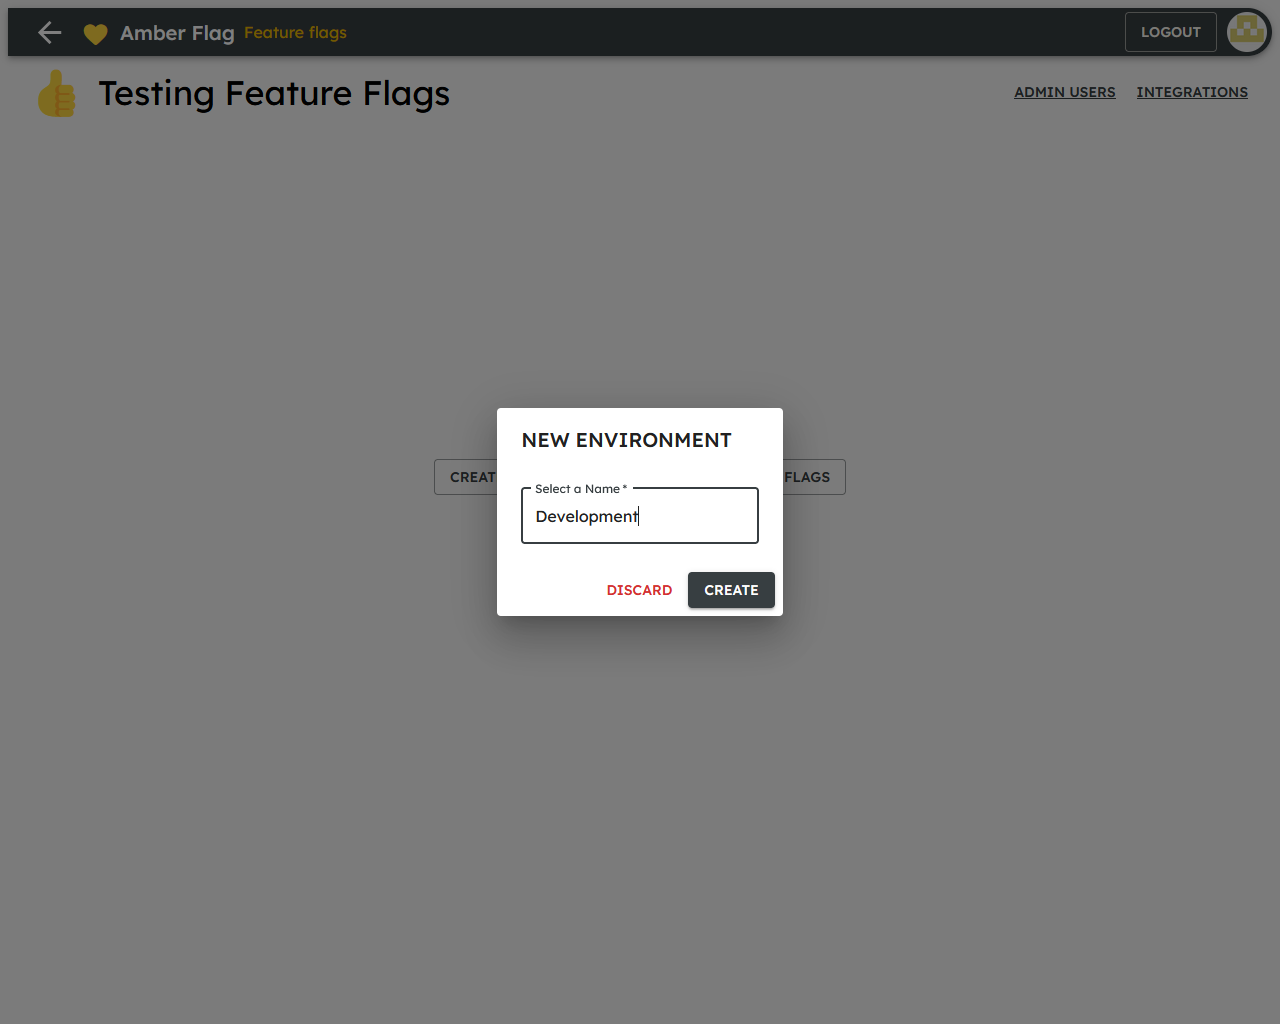 Amber Flag Feature flags
LOGOUT
Testing Feature Flags
ADMIN USERS
INTEGRATIONS
NEW ENVIRONMENT
Select a Name *
Development
CREAT
FLAGS
DISCARD
CREATE